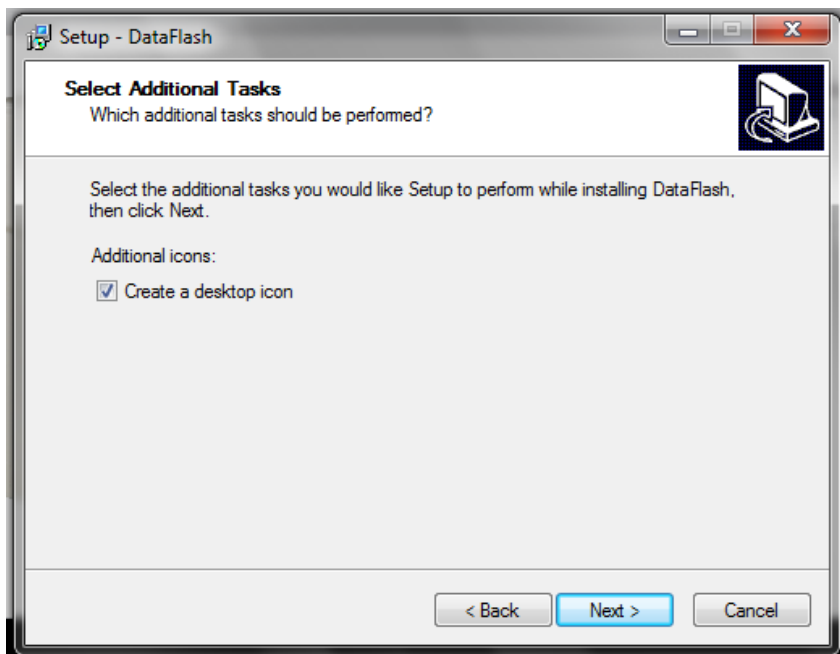 Setup - DataFlash
Select Additional Tasks
Which additional tasks should be performed?
Select the additional tasks you would like Setup to perform while installing DataFlash,
then click Next.
Additional icons:
Create a desktop icon
< Back Next > Cancel